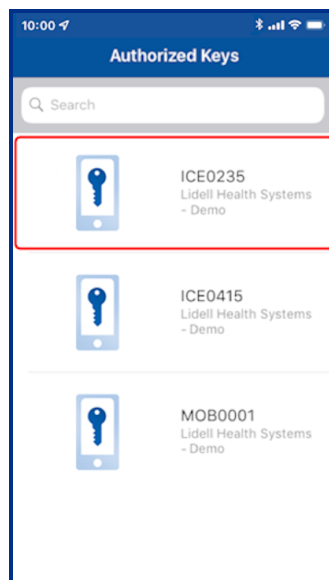 10:00
Authorized Keys
Search
ICE0235
Lidell Health Systems
- Demo
ICE0415
Lidell Health Systems
- Demo
MOB0001
Lidell Health Systems
- Demo